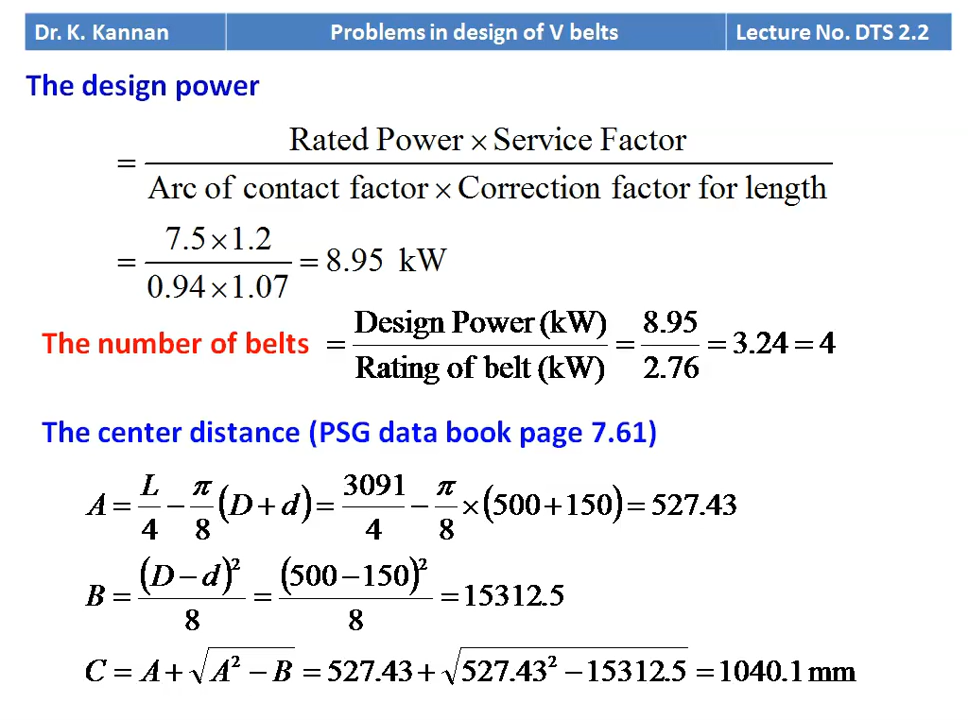 Dr. K. Kannan Problems in design of V belts Lecture No. DTS 2.2
The design power
= Rated Power × Service Factor / Arc of contact factor × Correction factor for length
= 7.5 × 1.2 / 0.94 × 1.07 = 8.95 kW
The number of belts = Design Power (kW) / Rating of belt (kW) = 8.95 / 2.76 = 3.24 = 4
The center distance (PSG data book page 7.61)
A = L/4 − π/8 (D + d) = 3091/4 − π/8 × (500 + 150) = 527.43
B = (D − d)² / 8 = (500 − 150)² / 8 = 15312.5
C = A + √(A² − B) = 527.43 + √(527.43² − 15312.5) = 1040.1 mm